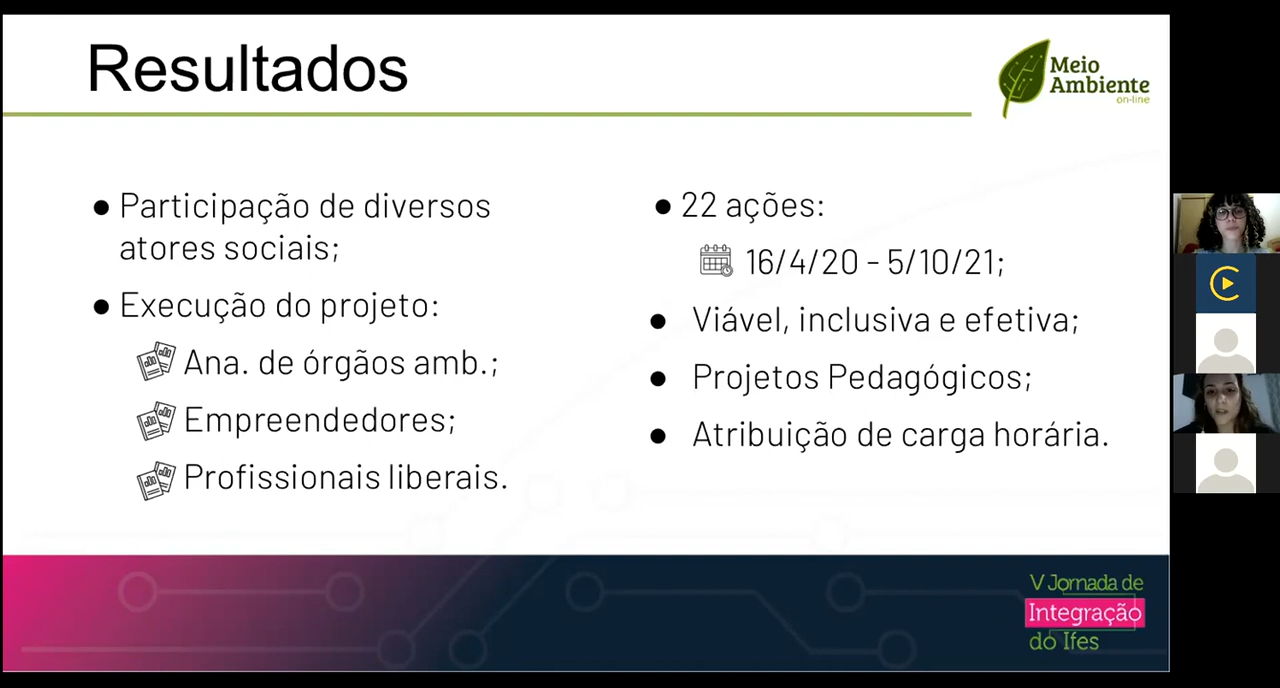 Resultados
Meio
Ambiente
on-line
● Participação de diversos
atores sociais;
● Execução do projeto:
Ana. de órgãos amb.;
Empreendedores;
Profissionais liberais.
● 22 ações:
16/4/20 - 5/10/21;
● Viável, inclusiva e efetiva;
● Projetos Pedagógicos;
● Atribuição de carga horária.
V Jornada de
Integração
do Ifes